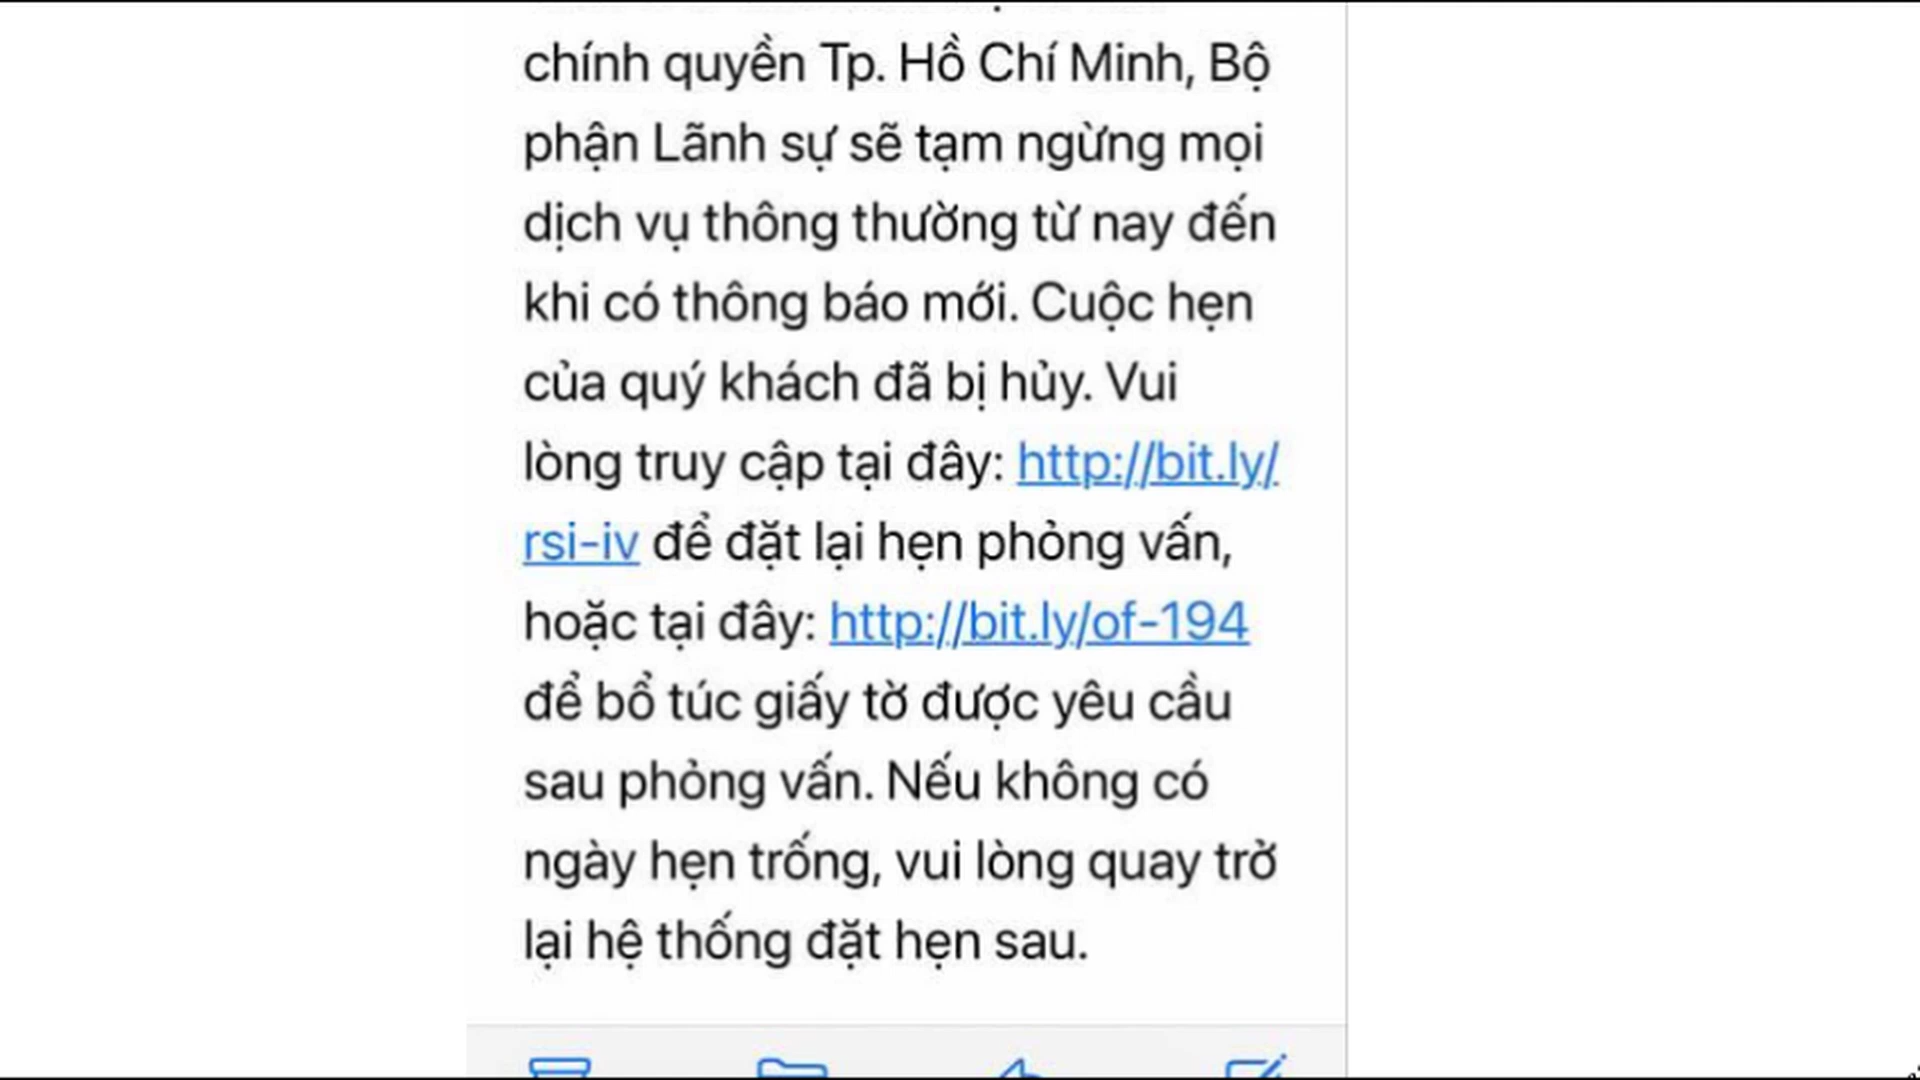 chính quyền Tp. Hồ Chí Minh, Bộ
phận Lãnh sự sẽ tạm ngừng mọi
dịch vụ thông thường từ nay đến
khi có thông báo mới. Cuộc hẹn
của quý khách đã bị hủy. Vui
lòng truy cập tại đây: http://bit.ly/
rsi-iv để đặt lại hẹn phỏng vấn,
hoặc tại đây: http://bit.ly/of-194
để bổ túc giấy tờ được yêu cầu
sau phỏng vấn. Nếu không có
ngày hẹn trống, vui lòng quay trở
lại hệ thống đặt hẹn sau.